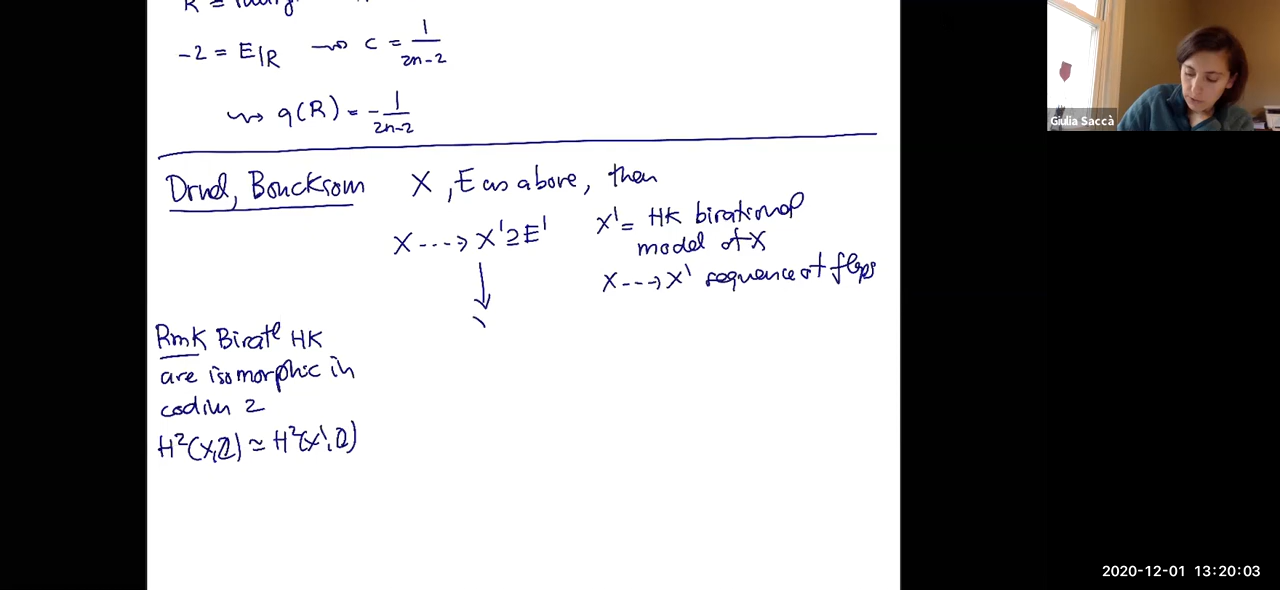 -2 = E|R ⇝ c = 1/(2n-2)
⇝ q(R) = - 1/(2n-2)
Druel, Boucksom X, E as above, then
X ---> X' ⊇ E'
X' = HK birational model of X
X ---> X' sequence of flops
↓
Rmk Birat^l HK
are isomorphic in
codim 2
H²(X,Z) ≃ H²(X',Z)
Giulia Saccà
2020-12-01 13:20:03